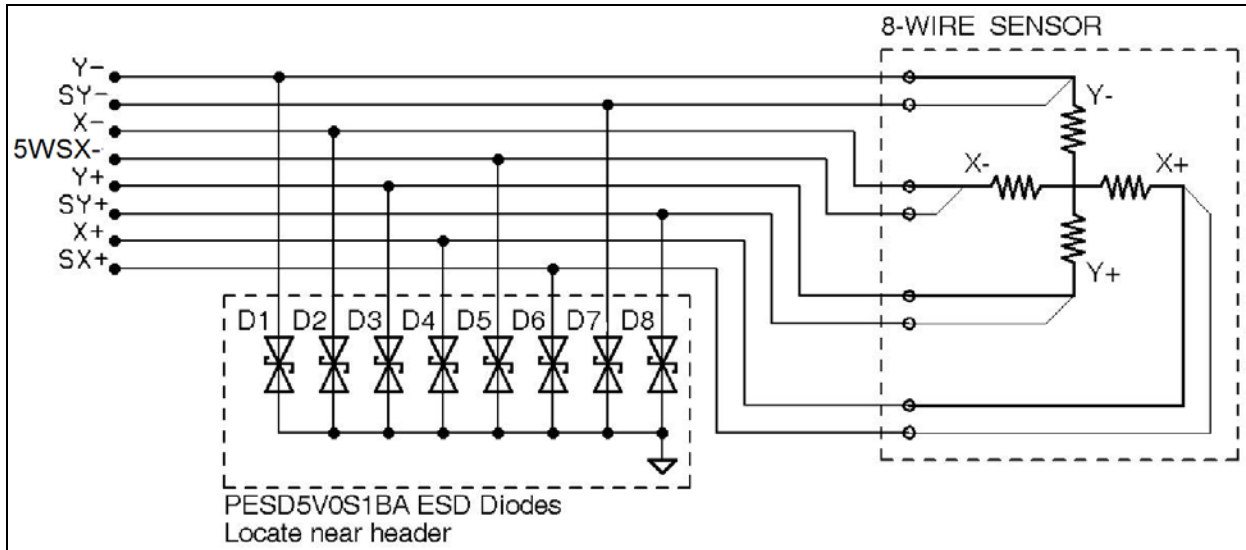 8-WIRE SENSOR
Y-
SY-
X-
5WSX-
Y+
SY+
X+
SX+
Y-
X-
X+
Y+
D1 D2 D3 D4 D5 D6 D7 D8
PESD5V0S1BA ESD Diodes
Locate near header